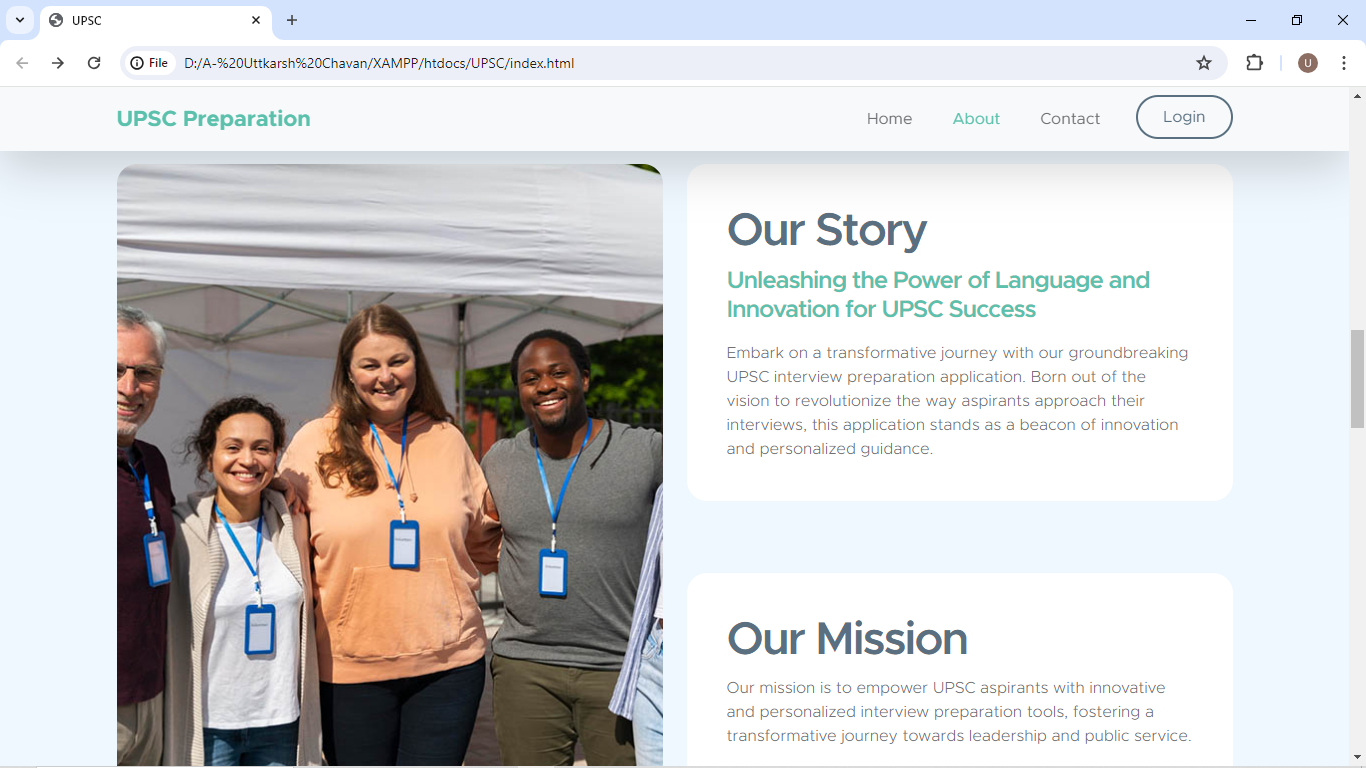 UPSC
File
D:/A-%20Uttkarsh%20Chavan/XAMPP/htdocs/UPSC/index.html
U
UPSC Preparation
Home
About
Contact
Login
Our Story
Unleashing the Power of Language and
Innovation for UPSC Success
Embark on a transformative journey with our groundbreaking
UPSC interview preparation application. Born out of the
vision to revolutionize the way aspirants approach their
interviews, this application stands as a beacon of innovation
and personalized guidance.
Our Mission
Our mission is to empower UPSC aspirants with innovative
and personalized interview preparation tools, fostering a
transformative journey towards leadership and public service.